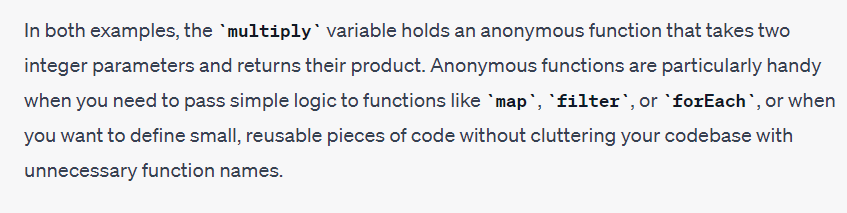 In both examples, the `multiply` variable holds an anonymous function that takes two
integer parameters and returns their product. Anonymous functions are particularly handy
when you need to pass simple logic to functions like `map`, `filter`, or `forEach`, or when
you want to define small, reusable pieces of code without cluttering your codebase with
unnecessary function names.